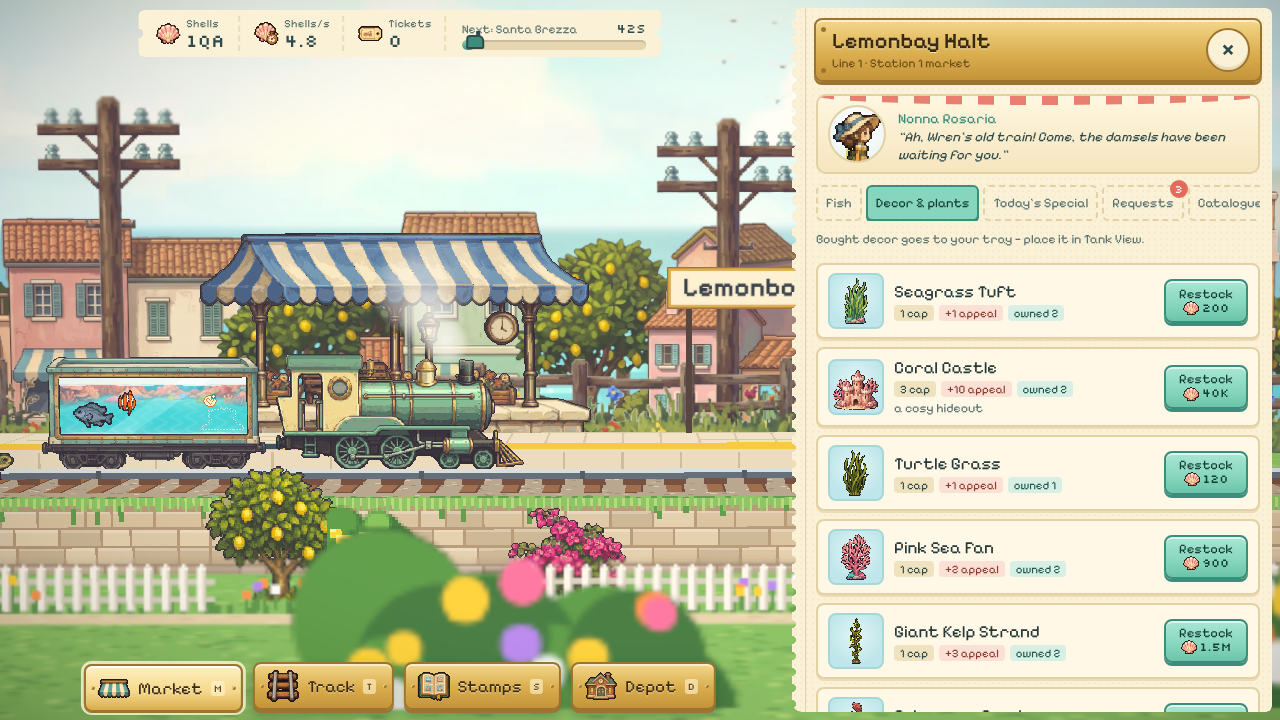 Shells
1QA
Shells/s
4.8
Tickets
0
Next: Santa Brezza
42S
Lemonbay Halt
Line 1 · Station 1 market
×
Nonna Rosaria
"Ah, Wren's old train! Come, the damsels have been
waiting for you."
Fish
Decor & plants
Today's Special
Requests
3
Catalogue
Bought decor goes to your tray – place it in Tank View.
Seagrass Tuft
1 cap
+1 appeal
owned 2
Restock
200
Coral Castle
3 cap
+10 appeal
owned 2
a cosy hideout
Restock
40K
Turtle Grass
1 cap
+1 appeal
owned 1
Restock
120
Pink Sea Fan
1 cap
+2 appeal
owned 2
Restock
900
Giant Kelp Strand
1 cap
+3 appeal
owned 2
Restock
1.5M
Lemonbo
Market M
Track T
Stamps S
Depot D